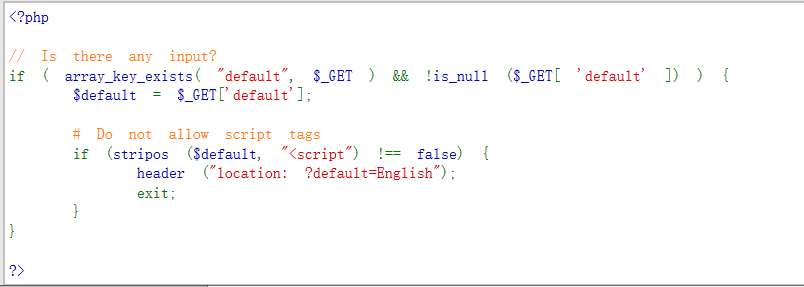 <?php
// Is there any input?
if ( array_key_exists( "default", $_GET ) && !is_null ($_GET[ 'default' ]) ) {
$default = $_GET['default'];
# Do not allow script tags
if (stripos ($default, "<script") !== false) {
header ("location: ?default=English");
exit;
}
}
?>